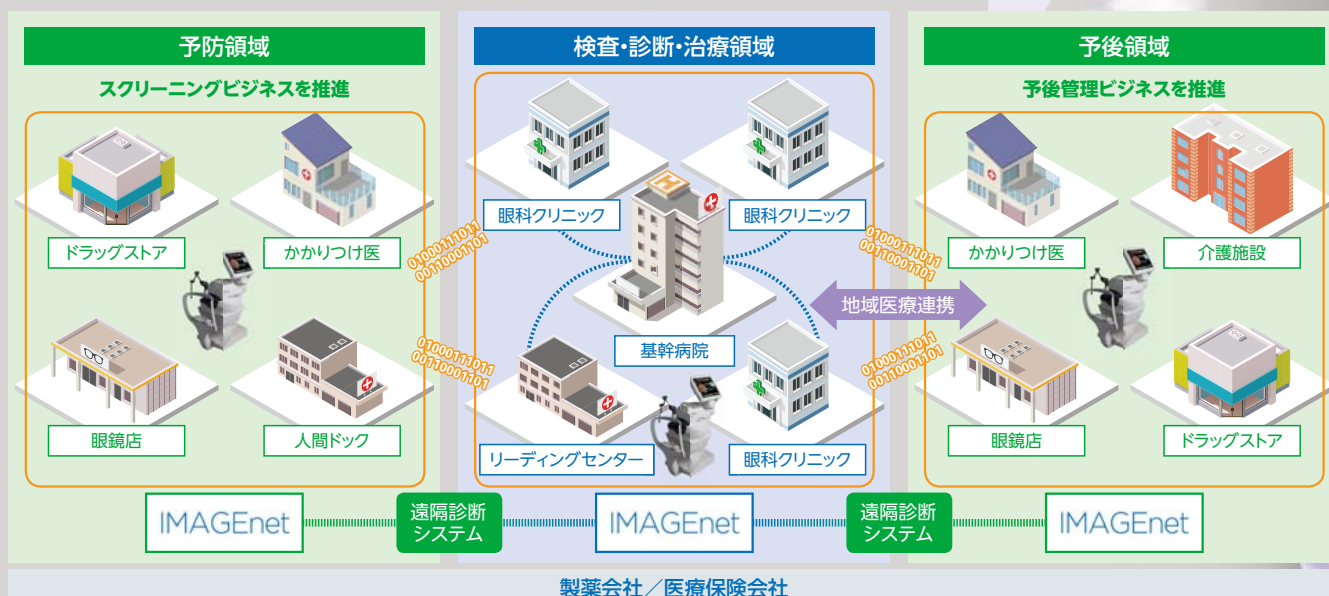 予防領域
スクリーニングビジネスを推進
ドラッグストア
かかりつけ医
眼鏡店
人間ドック
0100011011
00110001101
0100011011
00110001101
検査・診断・治療領域
眼科クリニック
眼科クリニック
基幹病院
リーディングセンター
眼科クリニック
地域医療連携
0100011011
00110001101
0100011011
00110001101
予後領域
予後管理ビジネスを推進
かかりつけ医
介護施設
眼鏡店
ドラッグストア
IMAGEnet
遠隔診断
システム
IMAGEnet
遠隔診断
システム
IMAGEnet
製薬会社／医療保険会社